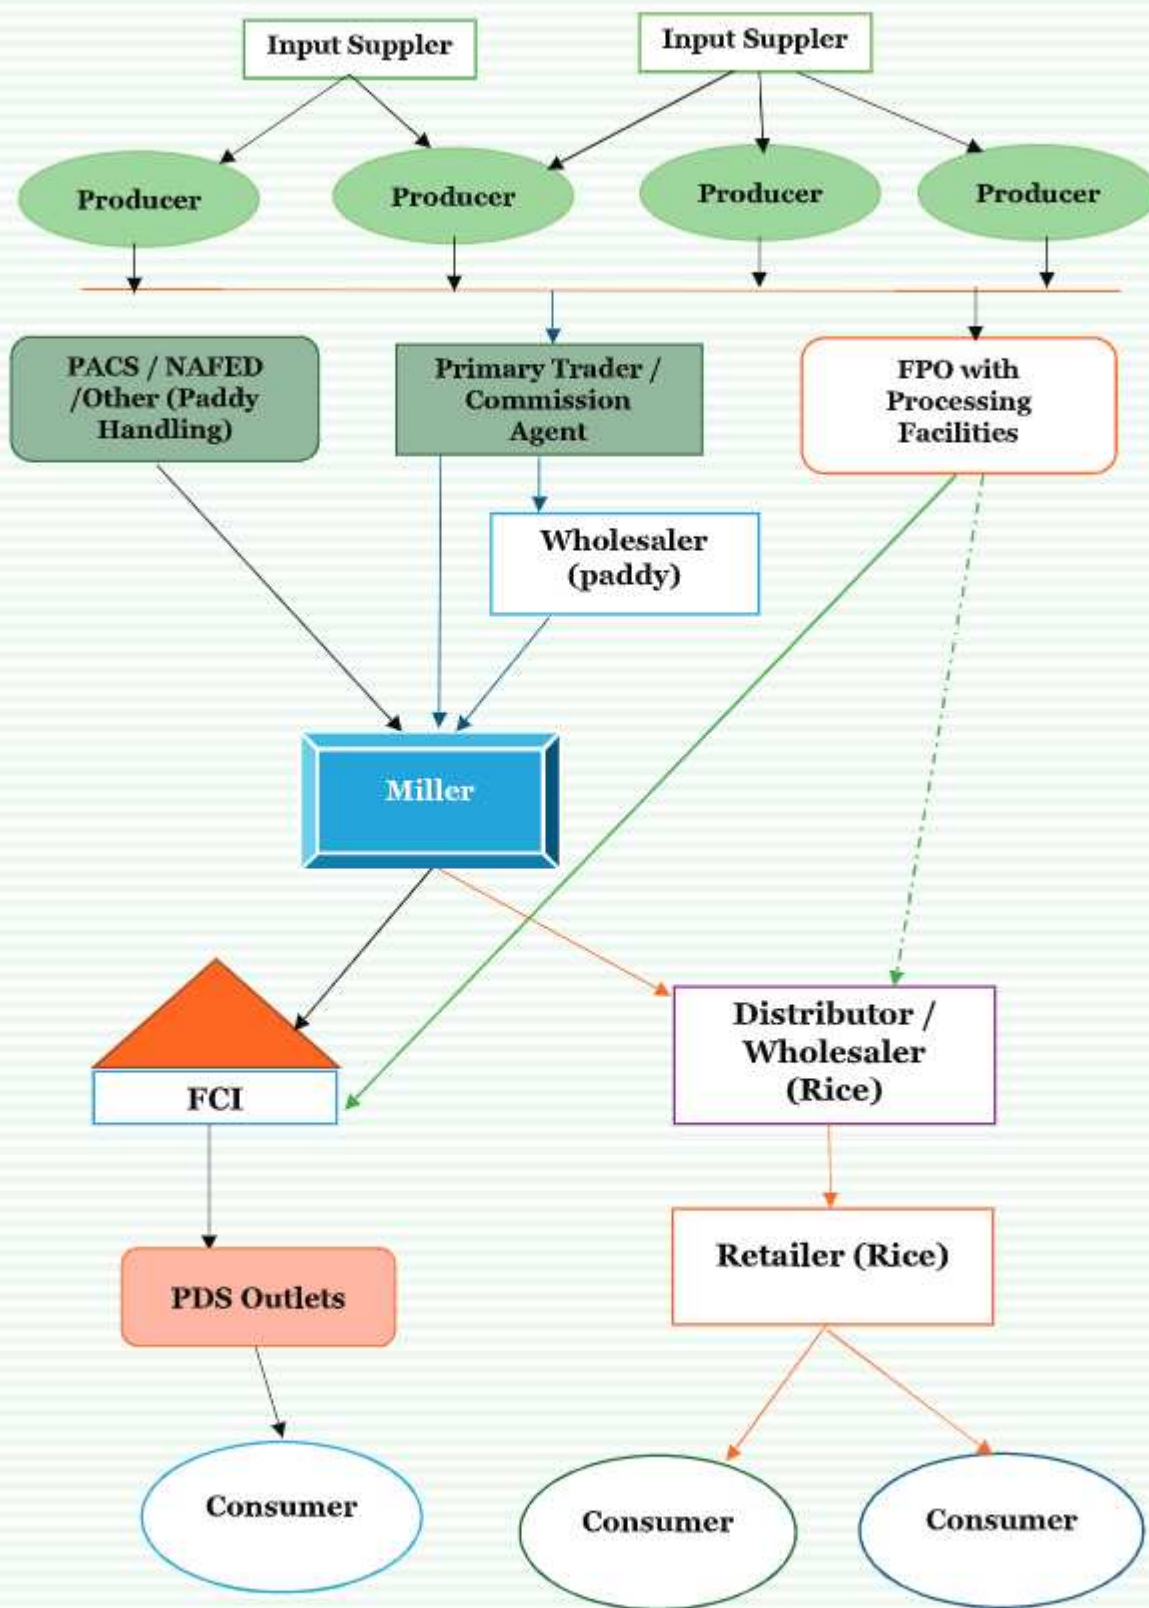 Input Suppler
Input Suppler
Producer
Producer
Producer
Producer
PACS / NAFED
/Other (Paddy
Handling)
Primary Trader /
Commission
Agent
FPO with
Processing
Facilities
Wholesaler
(paddy)
Miller
FCI
Distributor /
Wholesaler
(Rice)
PDS Outlets
Retailer (Rice)
Consumer
Consumer
Consumer